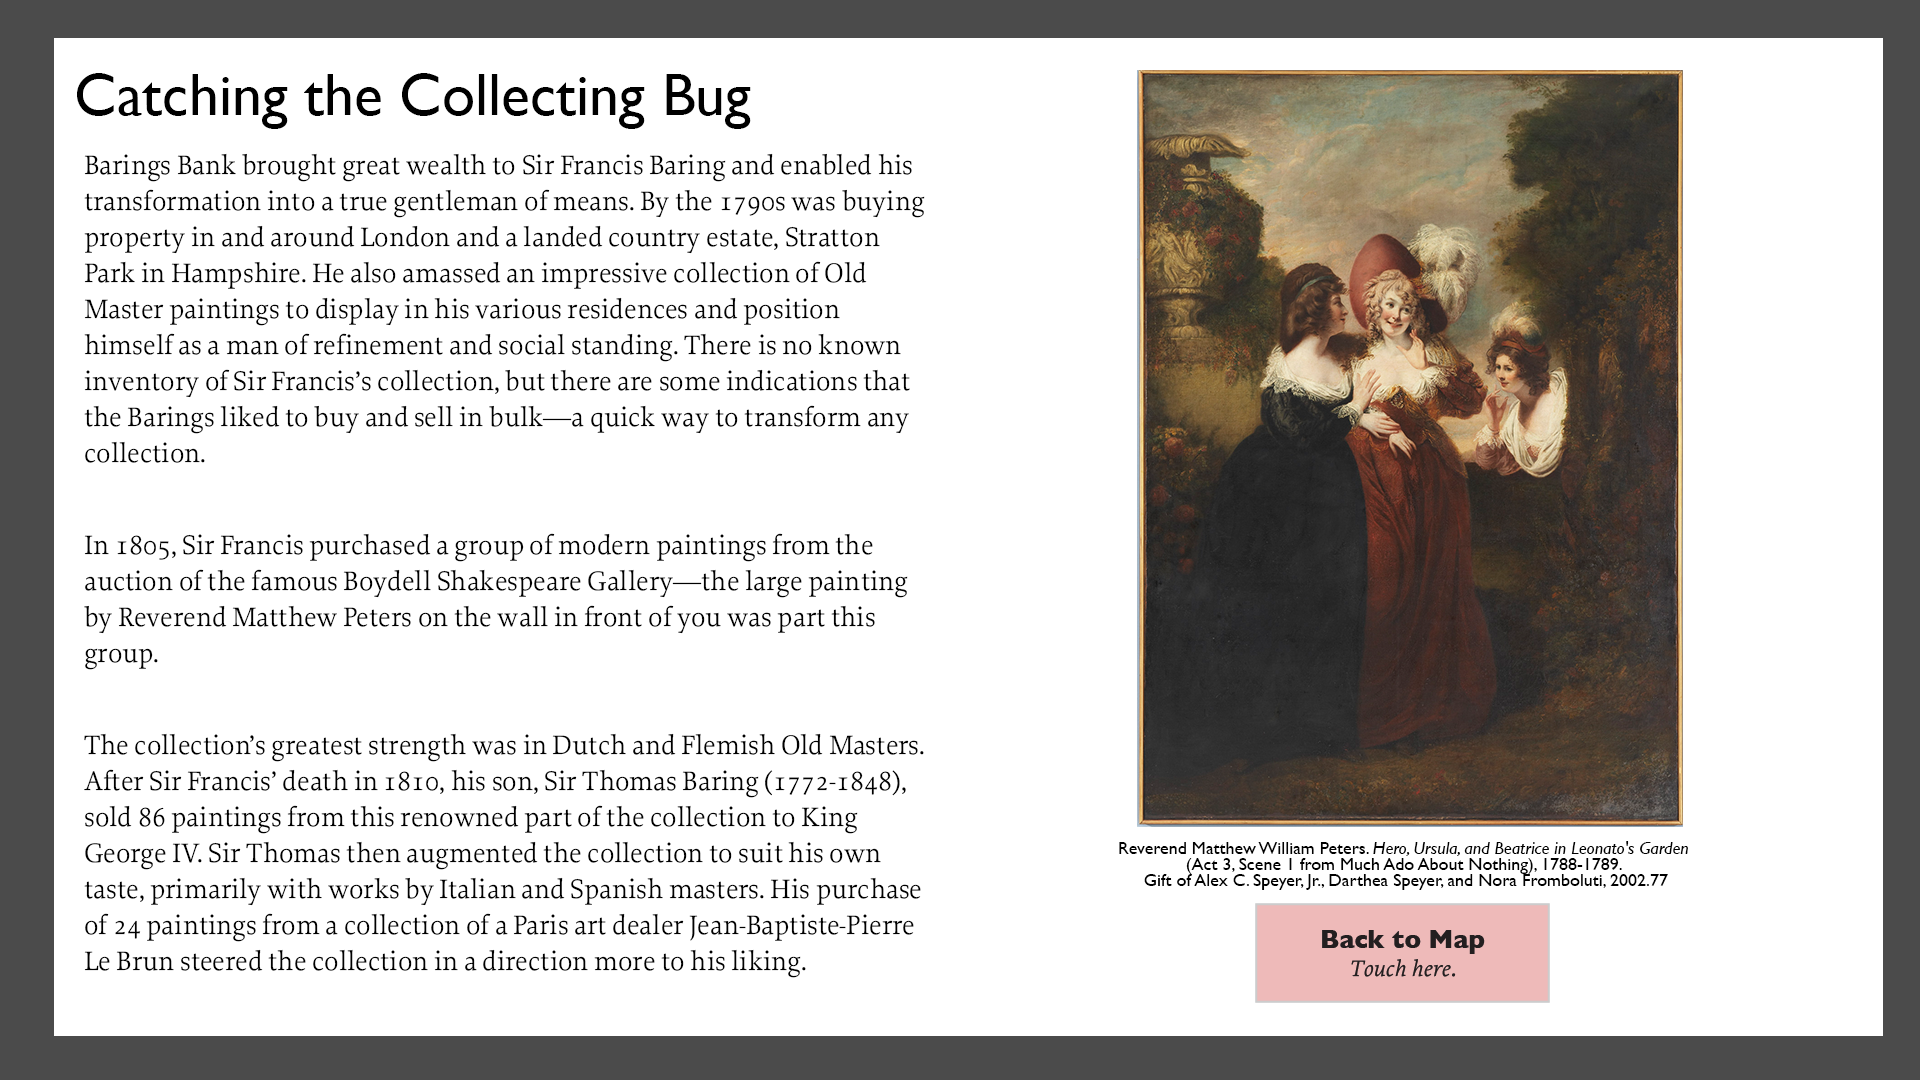 Catching the Collecting Bug
Barings Bank brought great wealth to Sir Francis Baring and enabled his
transformation into a true gentleman of means. By the 1790s was buying
property in and around London and a landed country estate, Stratton
Park in Hampshire. He also amassed an impressive collection of Old
Master paintings to display in his various residences and position
himself as a man of refinement and social standing. There is no known
inventory of Sir Francis’s collection, but there are some indications that
the Barings liked to buy and sell in bulk—a quick way to transform any
collection.
In 1805, Sir Francis purchased a group of modern paintings from the
auction of the famous Boydell Shakespeare Gallery—the large painting
by Reverend Matthew Peters on the wall in front of you was part this
group.
The collection’s greatest strength was in Dutch and Flemish Old Masters.
After Sir Francis’ death in 1810, his son, Sir Thomas Baring (1772-1848),
sold 86 paintings from this renowned part of the collection to King
George IV. Sir Thomas then augmented the collection to suit his own
taste, primarily with works by Italian and Spanish masters. His purchase
of 24 paintings from a collection of a Paris art dealer Jean-Baptiste-Pierre
Le Brun steered the collection in a direction more to his liking.
Reverend Matthew William Peters. Hero, Ursula, and Beatrice in Leonato's Garden
(Act 3, Scene 1 from Much Ado About Nothing), 1788-1789.
Gift of Alex C. Speyer, Jr., Darthea Speyer, and Nora Fromboluti, 2002.77
Back to Map
Touch here.